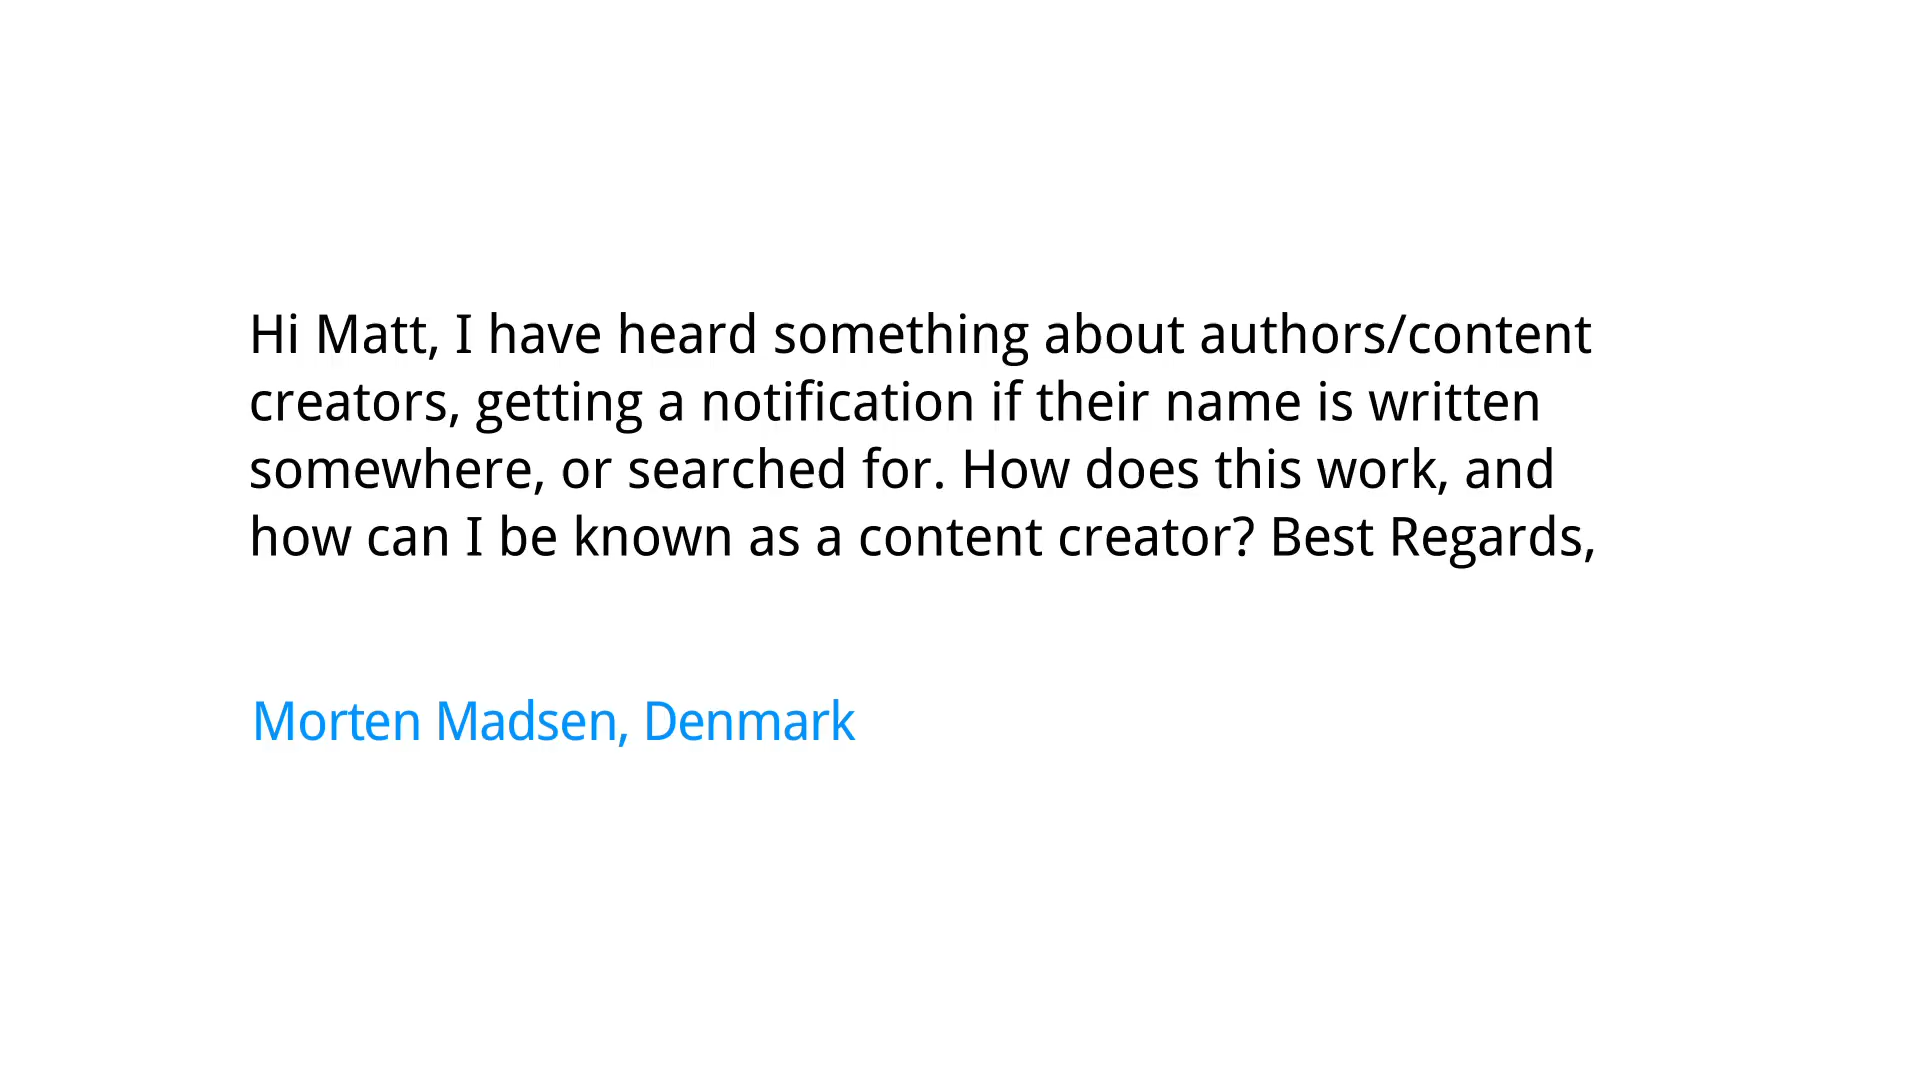 Hi Matt, I have heard something about authors/content
creators, getting a notification if their name is written
somewhere, or searched for. How does this work, and
how can I be known as a content creator? Best Regards,
Morten Madsen, Denmark